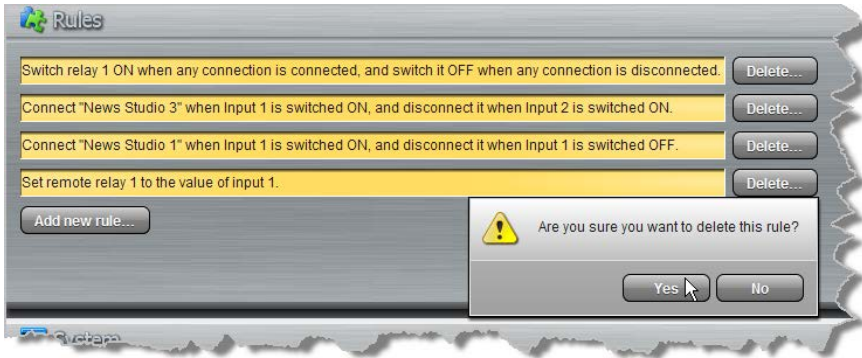 Rules
Switch relay 1 ON when any connection is connected, and switch it OFF when any connection is disconnected. Delete...
Connect "News Studio 3" when Input 1 is switched ON, and disconnect it when Input 2 is switched ON. Delete...
Connect "News Studio 1" when Input 1 is switched ON, and disconnect it when Input 1 is switched OFF. Delete...
Set remote relay 1 to the value of input 1. Delete...
Add new rule...
Are you sure you want to delete this rule?
Yes No
System